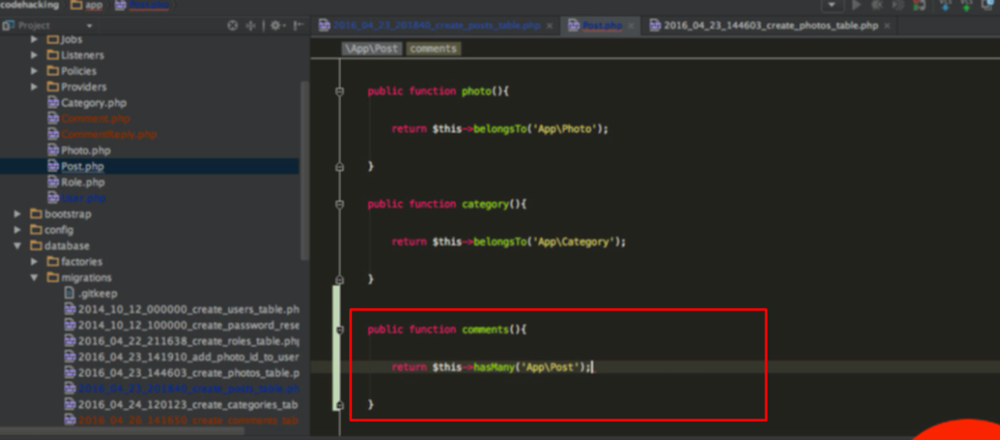 codehacking app Post.php
Project
2016_04_23_201840_create_posts_table.php Post.php 2016_04_23_144603_create_photos_table.php
Jobs
Listeners
Policies
Providers
Category.php
Comment.php
CommentReply.php
Photo.php
Post.php
Role.php
User.php
bootstrap
config
database
factories
migrations
.gitkeep
2014_10_12_000000_create_users_table.ph
2014_10_12_100000_create_password_rese
2016_04_22_211638_create_roles_table.php
2016_04_23_141910_add_photo_id_to_user
2016_04_23_144603_create_photos_table.p
2016_04_23_201840_create_posts_table.ph
2016_04_24_120123_create_categories_tab
2016_04_26_141650_create_comments_tab
\App\Post comments
public function photo(){
return $this->belongsTo('App\Photo');
}
public function category(){
return $this->belongsTo('App\Category');
}
public function comments(){
return $this->hasMany('App\Post');
}